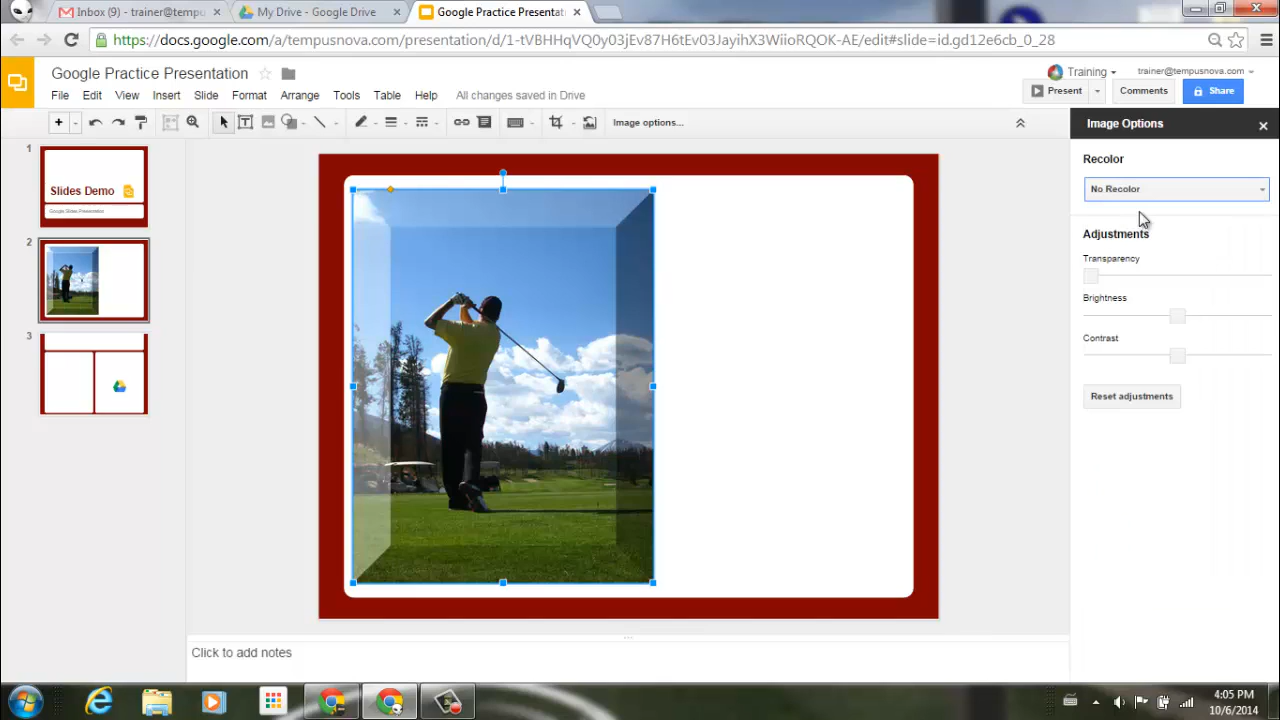 Inbox (9) - trainer@tempu
My Drive - Google Drive
Google Practice Presentat
https://docs.google.com/a/tempusnova.com/presentation/d/1-tVBHHqVQ0y03jEv87H6tEv03JayihX3WiioRQOK-AE/edit#slide=id.gd12e6cb_0_28
Google Practice Presentation
Training
trainer@tempusnova.com
File Edit View Insert Slide Format Arrange Tools Table Help All changes saved in Drive
Present
Comments
Share
Image options...
Image Options
1
Slides Demo
Google Slides Presentation
2
3
Recolor
No Recolor
Adjustments
Transparency
Brightness
Contrast
Reset adjustments
Click to add notes
4:05 PM
10/6/2014